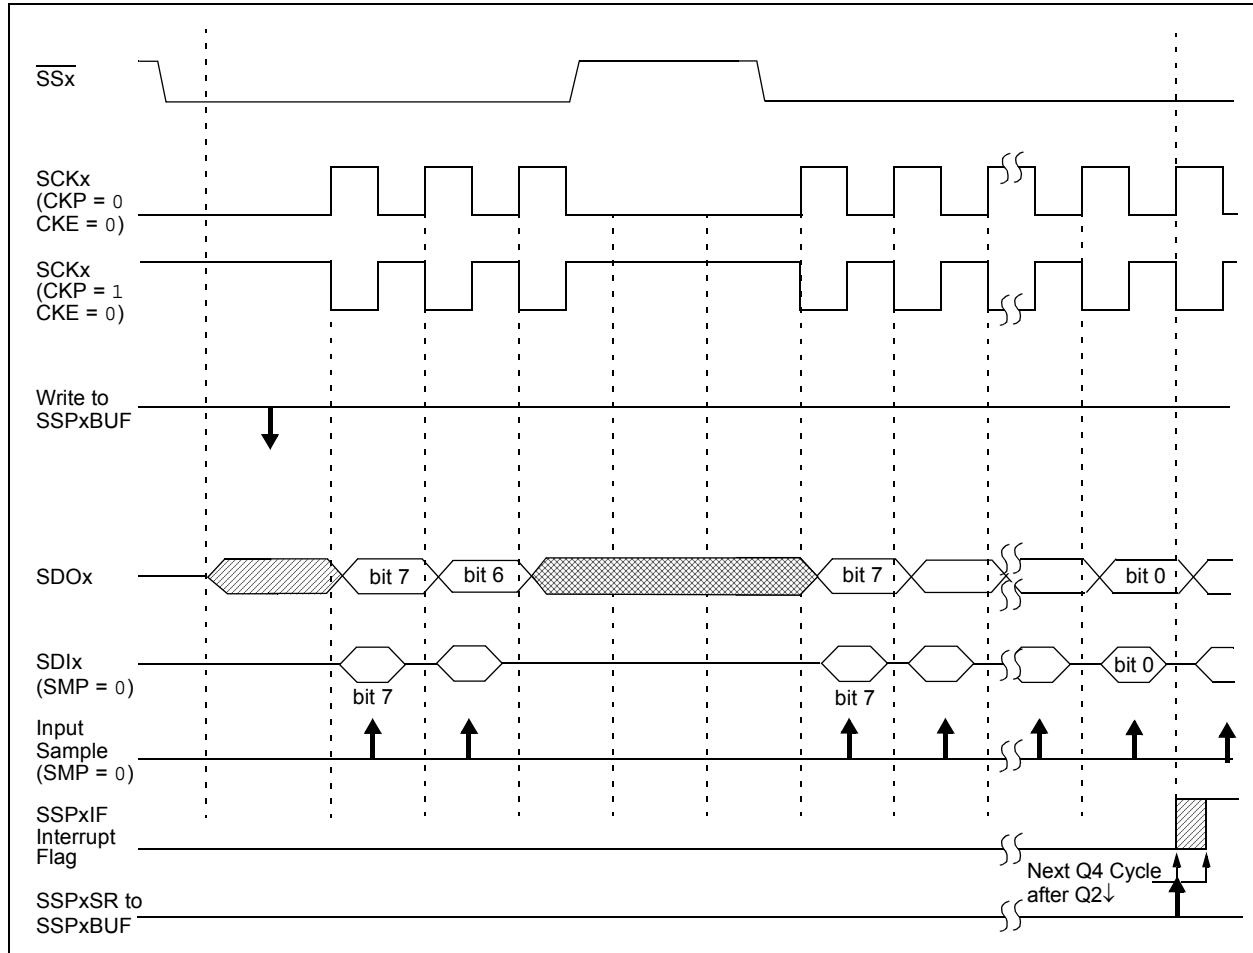 SSx
SCKx
(CKP = 0
CKE = 0)
SCKx
(CKP = 1
CKE = 0)
Write to
SSPxBUF
SDOx
bit 7
bit 6
bit 7
bit 0
SDIx
(SMP = 0)
bit 7
bit 7
bit 0
Input
Sample
(SMP = 0)
SSPxIF
Interrupt
Flag
Next Q4 Cycle
after Q2↓
SSPxSR to
SSPxBUF